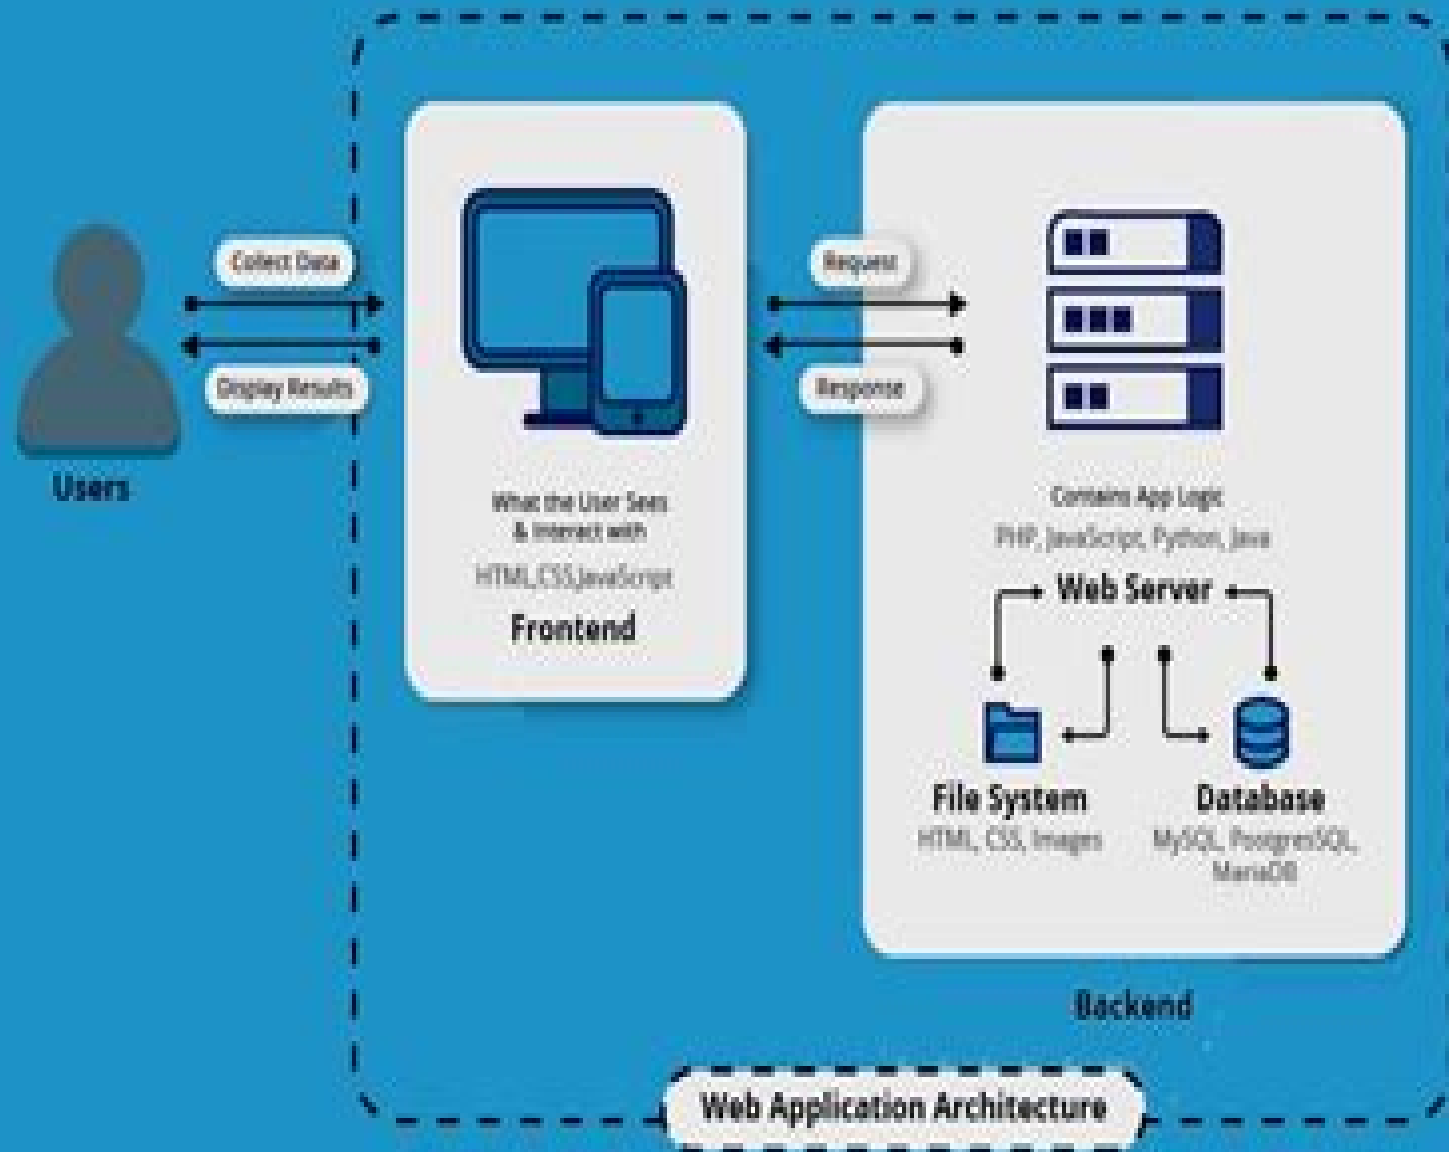 Collect Data
Display Results
Users
What the User Sees
& Interact with
HTML,CSS,JavaScript
Frontend
Request
Response
Contains App Logic
PHP, JavaScript, Python, Java
Web Server
File System
HTML, CSS, Images
Database
MySQL, PostgresSQL,
MariaDB
Backend
Web Application Architecture